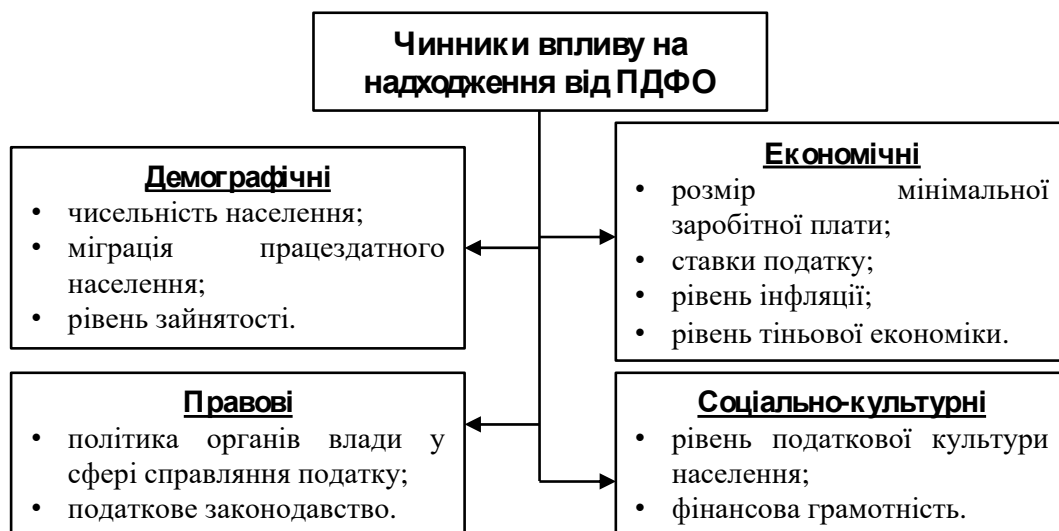 Чинники впливу на
надходження від ПДФО
Демографічні
• чисельність населення;
• міграція працездатного
населення;
• рівень зайнятості.
Економічні
• розмір мінімальної
заробітної плати;
• ставки податку;
• рівень інфляції;
• рівень тіньової економіки.
Правові
• політика органів влади у
сфері справляння податку;
• податкове законодавство.
Соціально-культурні
• рівень податкової культури
населення;
• фінансова грамотність.